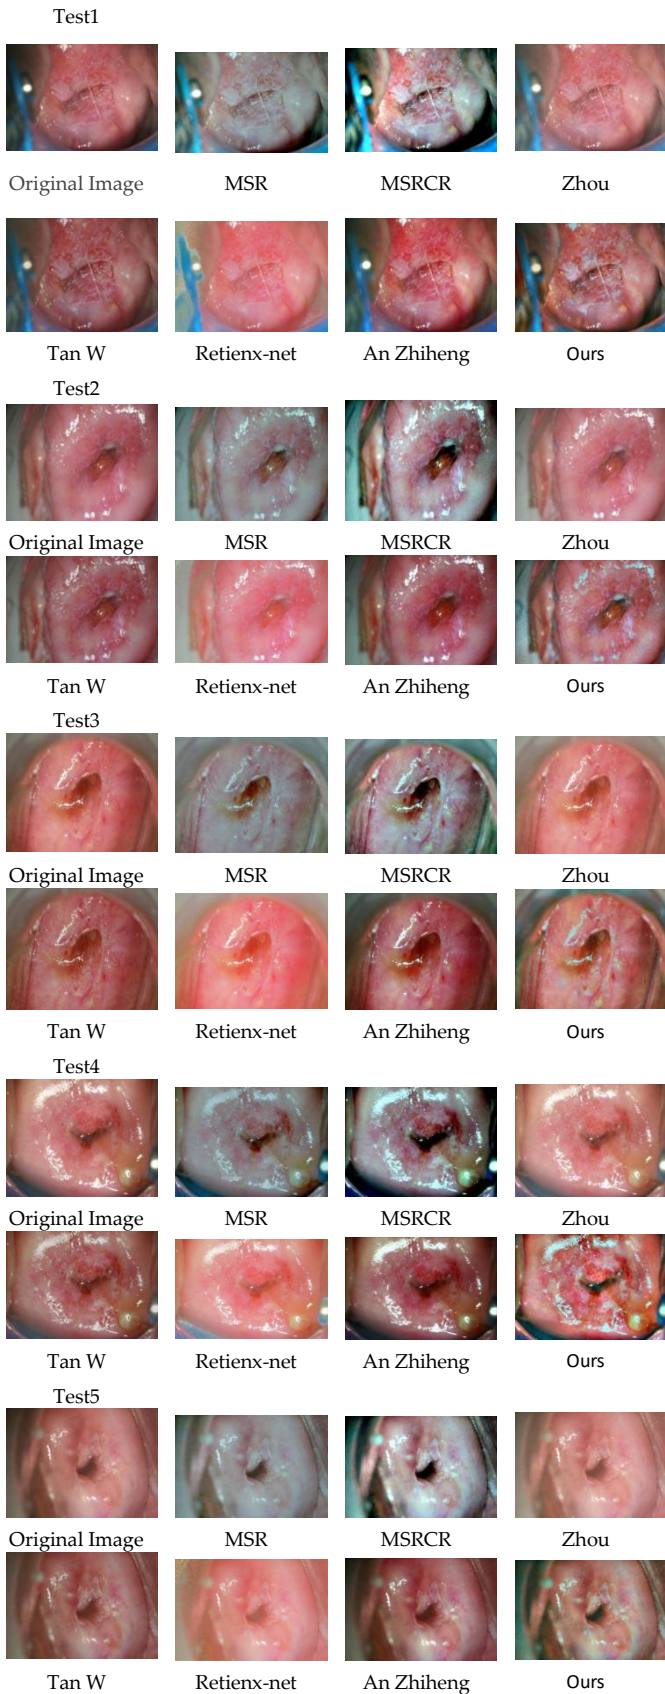 Test1
Original Image MSR MSRCR Zhou
Tan W Retienx-net An Zhiheng Ours
Test2
Original Image MSR MSRCR Zhou
Tan W Retienx-net An Zhiheng Ours
Test3
Original Image MSR MSRCR Zhou
Tan W Retienx-net An Zhiheng Ours
Test4
Original Image MSR MSRCR Zhou
Tan W Retienx-net An Zhiheng Ours
Test5
Original Image MSR MSRCR Zhou
Tan W Retienx-net An Zhiheng Ours